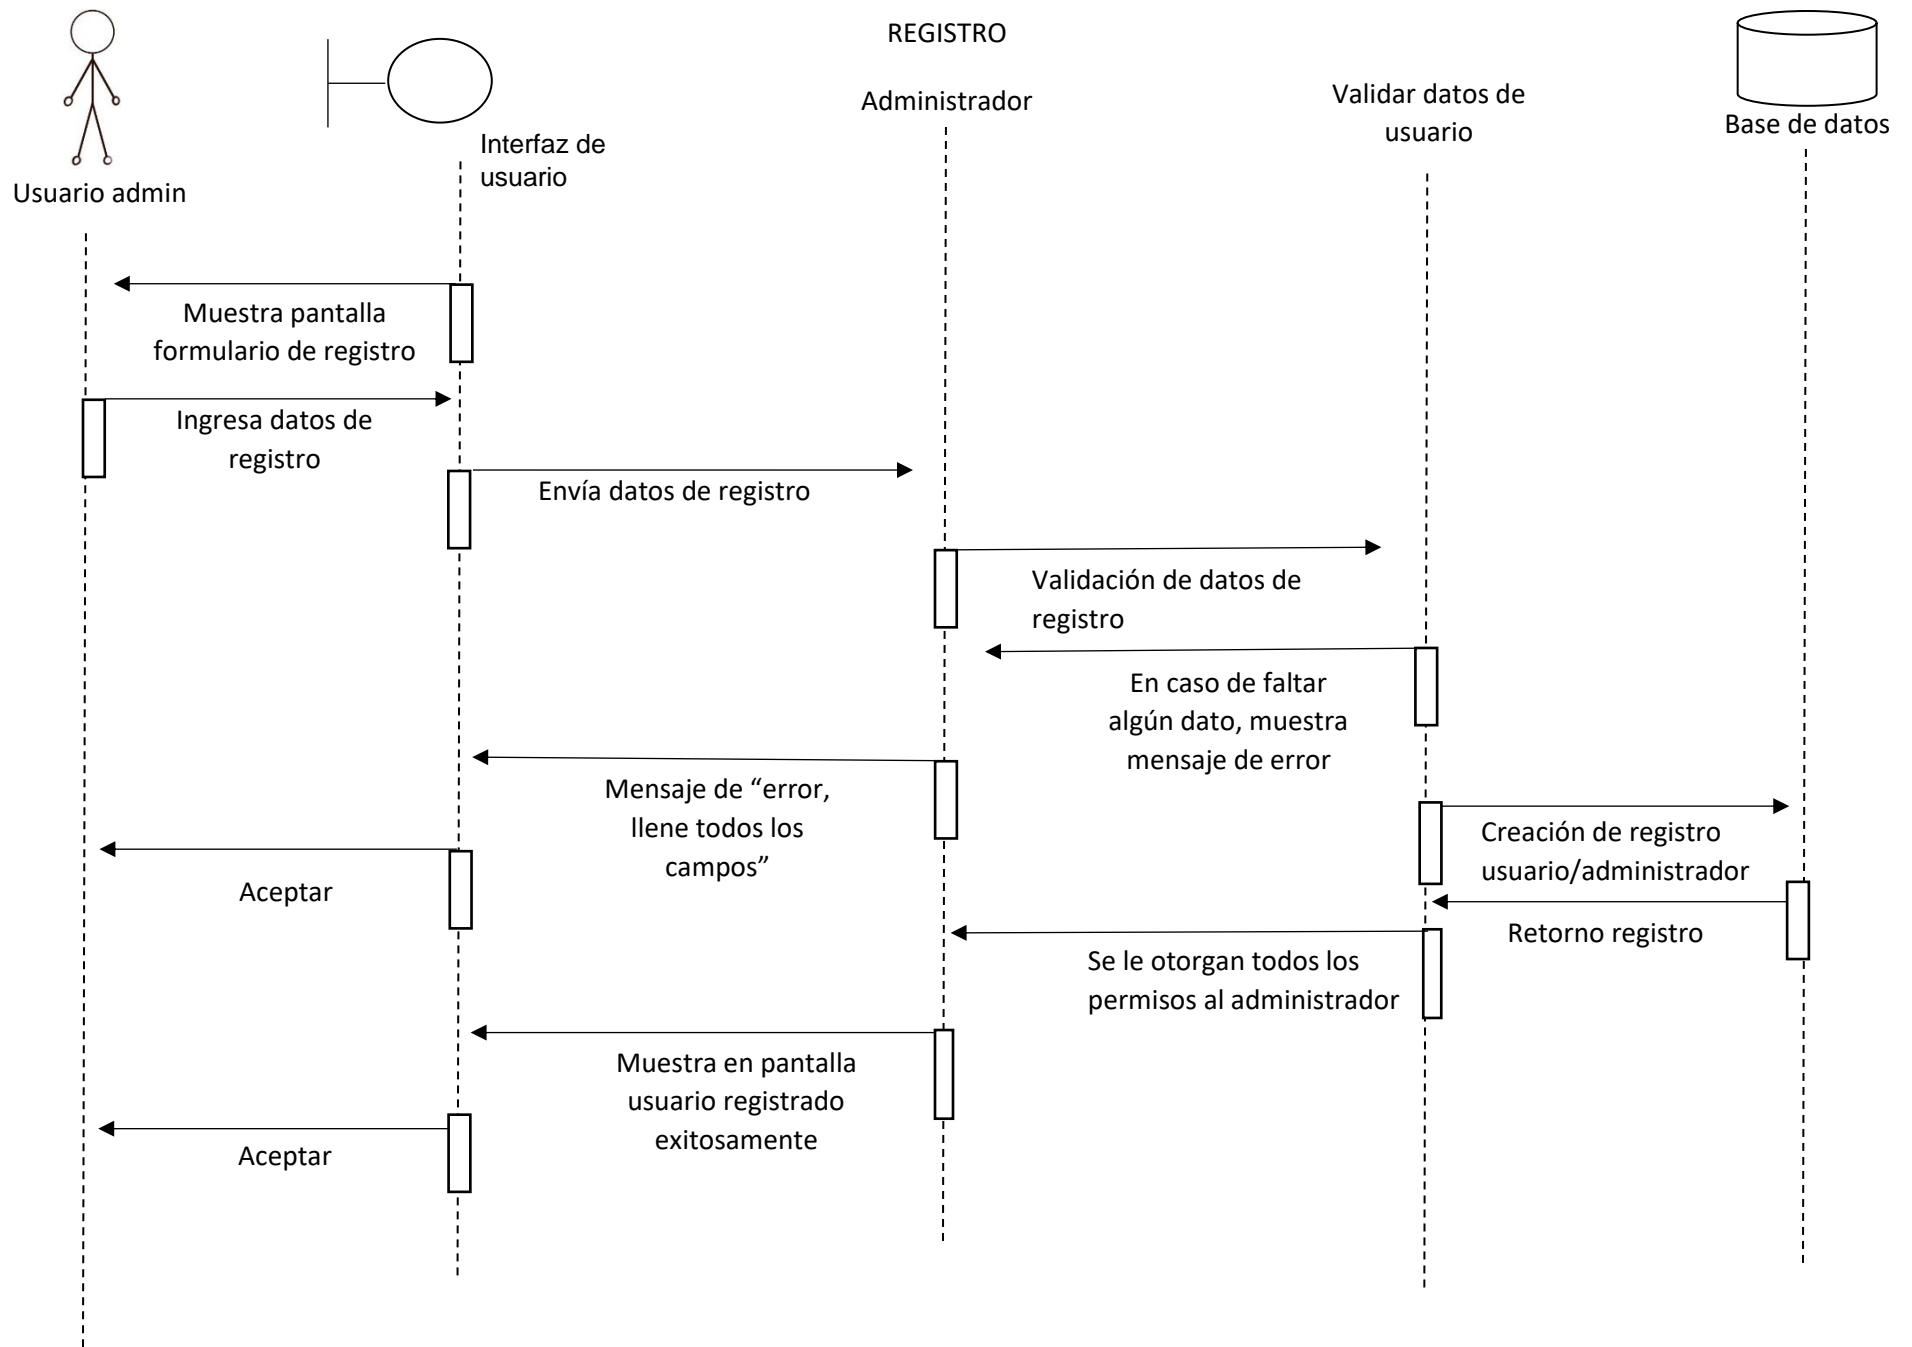 REGISTRO
Administrador
Validar datos de
usuario
Base de datos
Interfaz de
usuario
Usuario admin
Muestra pantalla
formulario de registro
Ingresa datos de
registro
Envía datos de registro
Validación de datos de
registro
En caso de faltar
algún dato, muestra
mensaje de error
Mensaje de “error,
llene todos los
campos”
Creación de registro
usuario/administrador
Aceptar
Retorno registro
Se le otorgan todos los
permisos al administrador
Muestra en pantalla
usuario registrado
exitosamente
Aceptar